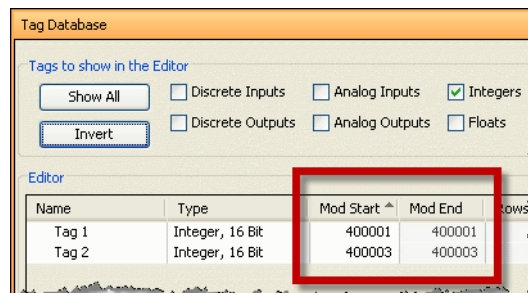 Tag Database
Tags to show in the Editor
Show All Discrete Inputs Analog Inputs Integers
Invert Discrete Outputs Analog Outputs Floats
Editor
Name Type Mod Start Mod End Rows
Tag 1 Integer, 16 Bit 400001 400001
Tag 2 Integer, 16 Bit 400003 400003